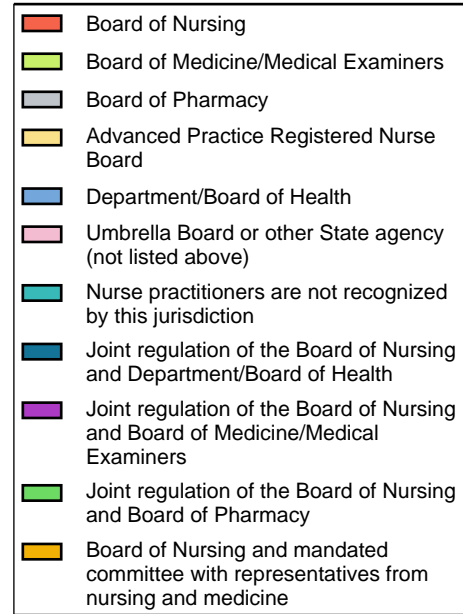 Board of Nursing
Board of Medicine/Medical Examiners
Board of Pharmacy
Advanced Practice Registered Nurse
Board
Department/Board of Health
Umbrella Board or other State agency
(not listed above)
Nurse practitioners are not recognized
by this jurisdiction
Joint regulation of the Board of Nursing
and Department/Board of Health
Joint regulation of the Board of Nursing
and Board of Medicine/Medical
Examiners
Joint regulation of the Board of Nursing
and Board of Pharmacy
Board of Nursing and mandated
committee with representatives from
nursing and medicine